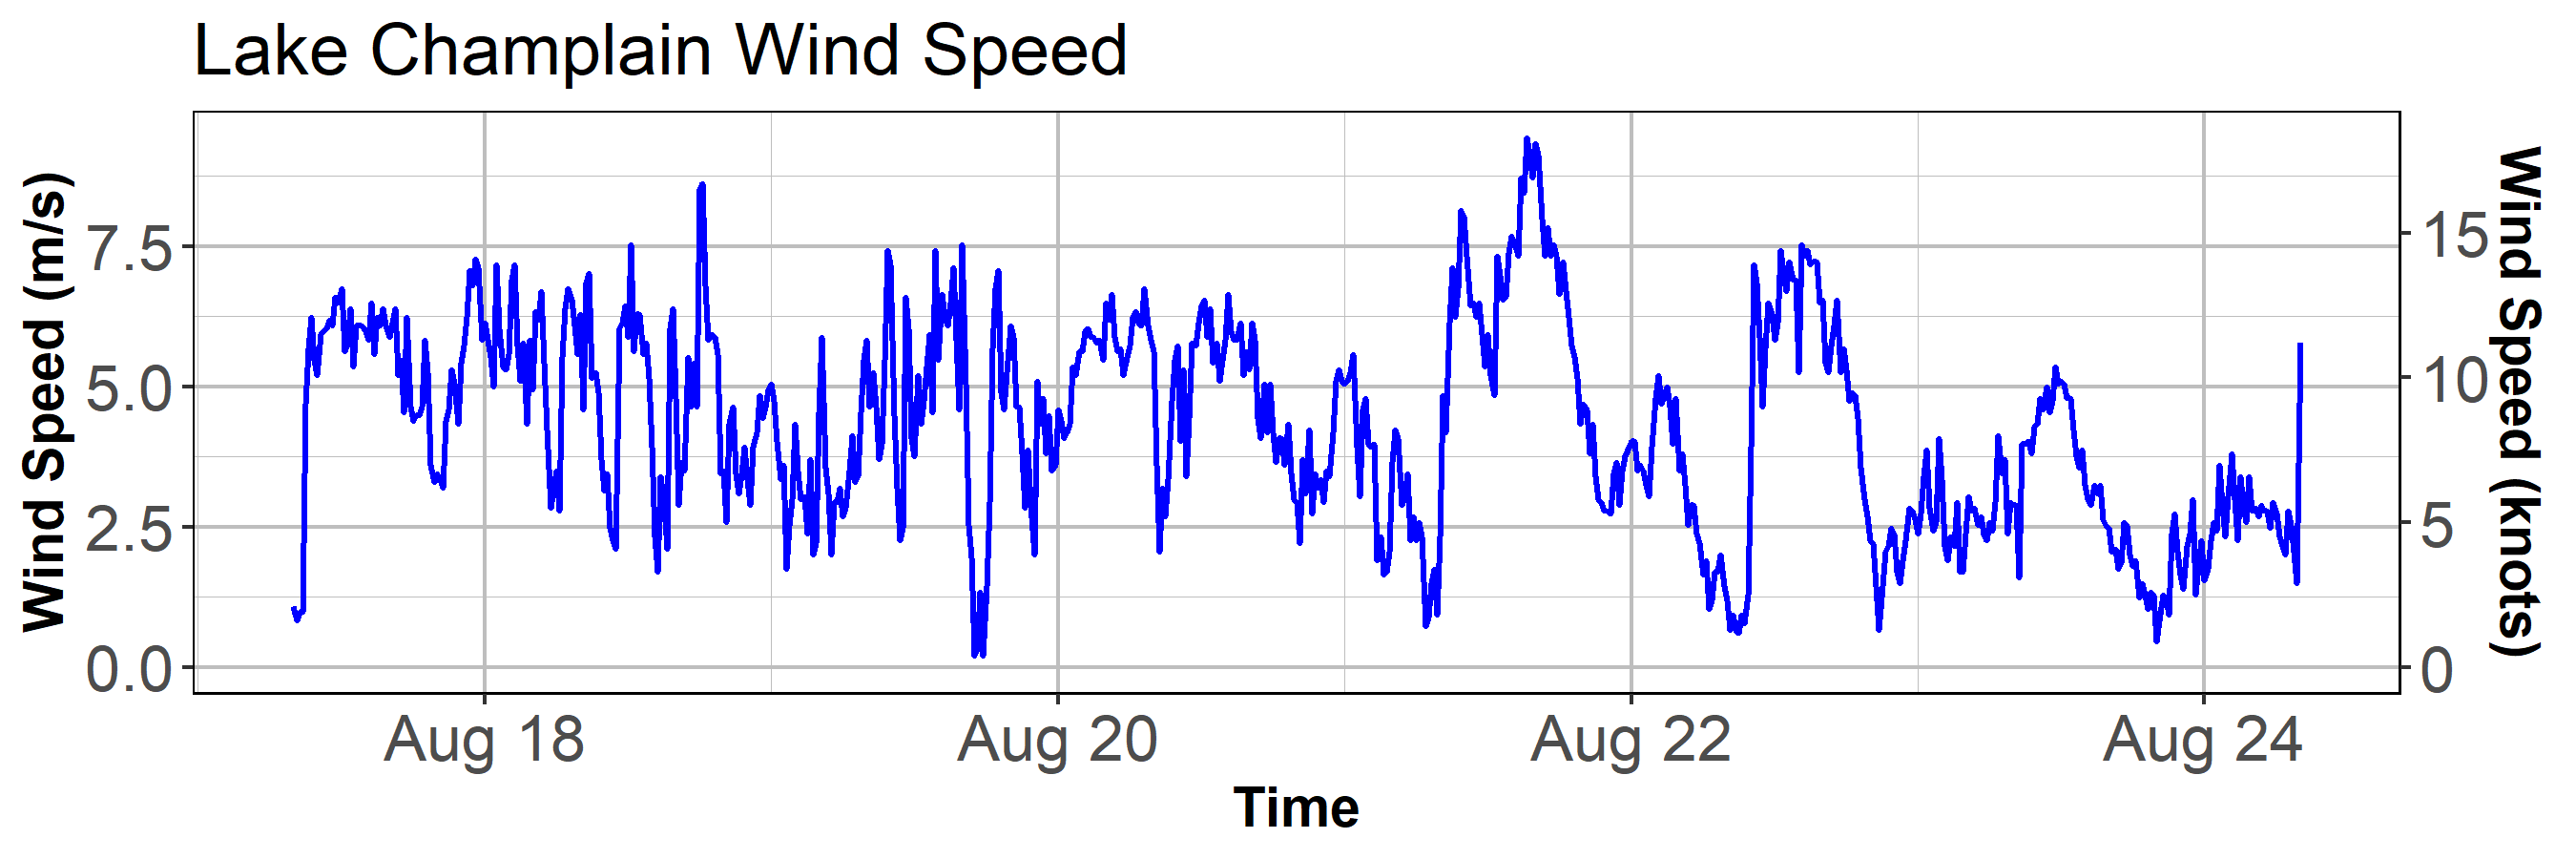 Lake Champlain Wind Speed
Wind Speed (m/s)
7.5
5.0
2.5
0.0
15
10
5
0
Wind Speed (knots)
Aug 18
Aug 20
Aug 22
Aug 24
Time